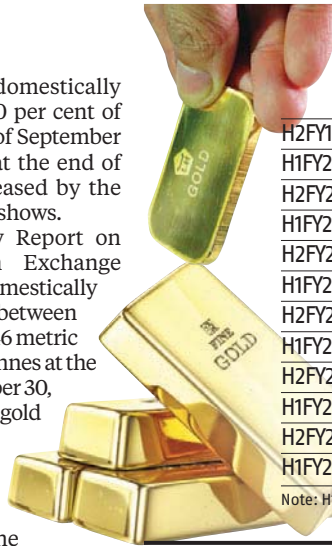 domestically
0 per cent of
of September
at the end of
eased by the
shows.
y Report on
Exchange
mestically
between
6 metric
nnes at the
ber 30,
gold
ne
GOLD
FINE
GOLD
H2FY1
H1FY2
H2FY2
H1FY2
H2FY2
H1FY2
H2FY2
H1FY2
H2FY2
H1FY2
H2FY2
H1FY2
Note: H